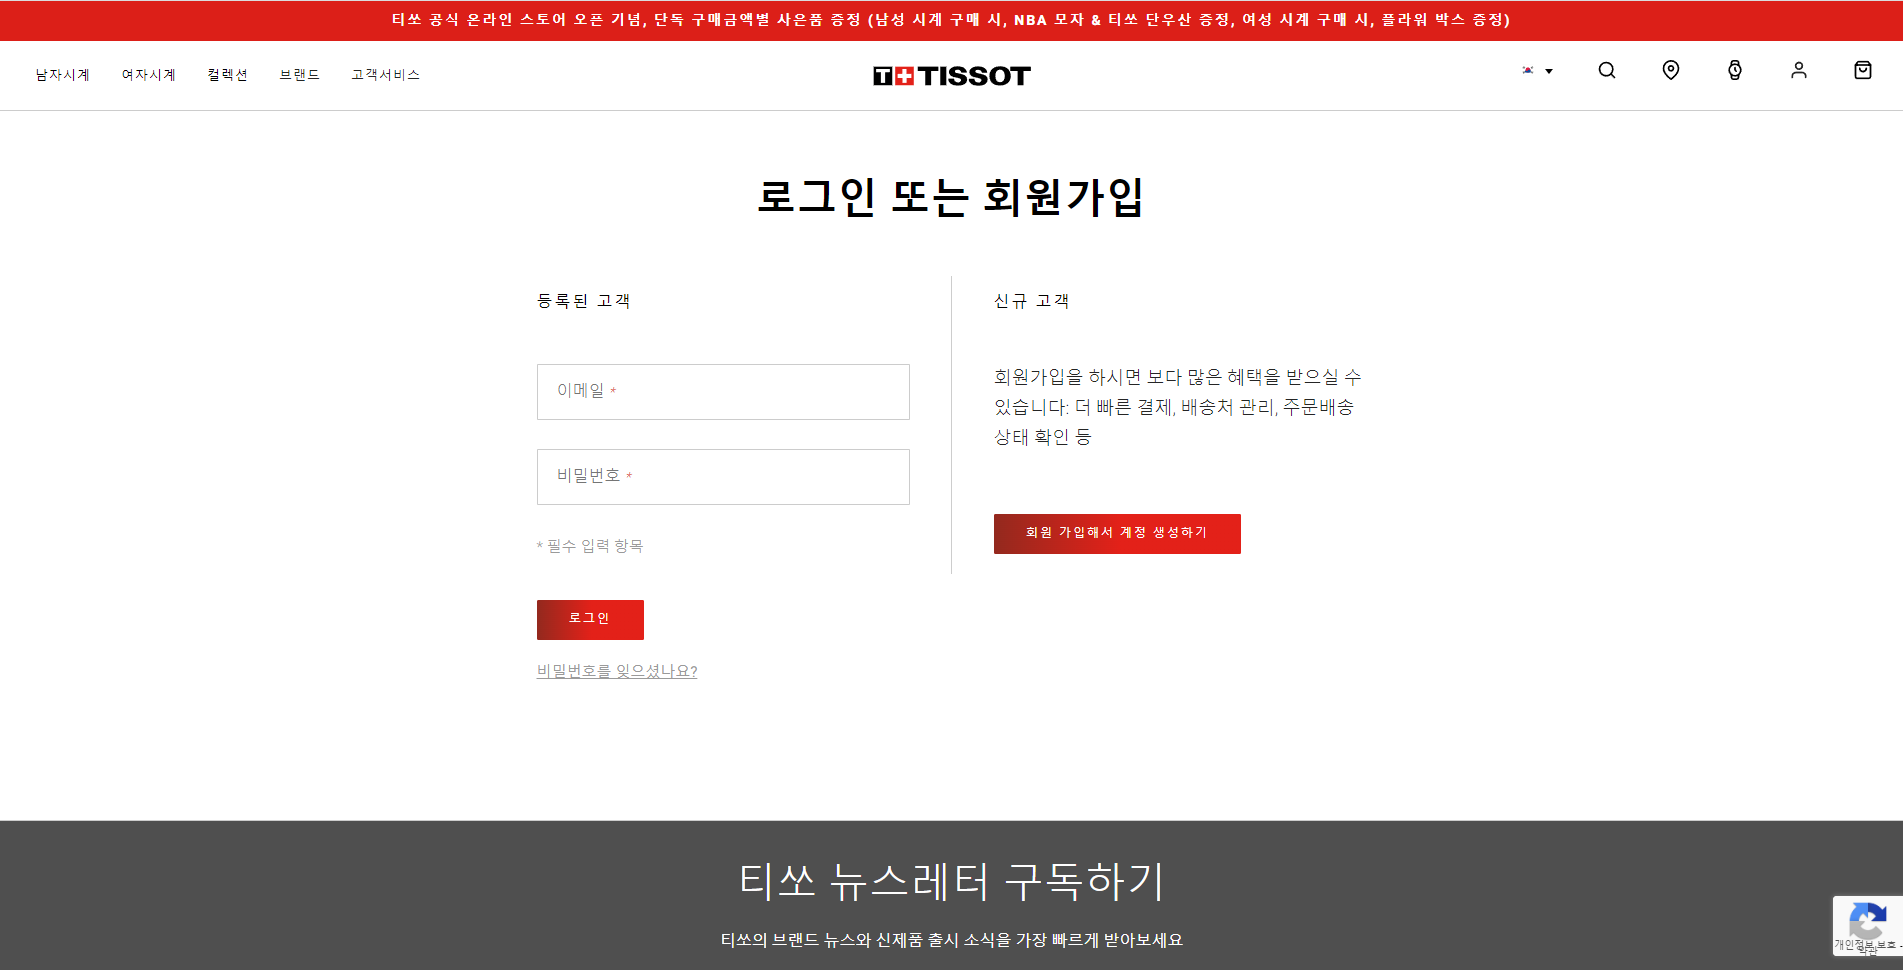 티쏘 공식 온라인 스토어 오픈 기념, 단독 구매금액별 사은품 증정 (남성 시계 구매 시, NBA 모자 & 티쏘 단우산 증정, 여성 시계 구매 시, 플라워 박스 증정)
남자시계 여자시계 컬렉션 브랜드 고객서비스
T+ TISSOT
로그인 또는 회원가입
등록된 고객
이메일 *
비밀번호 *
* 필수 입력 항목
로그인
비밀번호를 잊으셨나요?
신규 고객
회원가입을 하시면 보다 많은 혜택을 받으실 수
있습니다: 더 빠른 결제, 배송처 관리, 주문배송
상태 확인 등
회원 가입해서 계정 생성하기
티쏘 뉴스레터 구독하기
티쏘의 브랜드 뉴스와 신제품 출시 소식을 가장 빠르게 받아보세요
개인정보 보호 -
약관